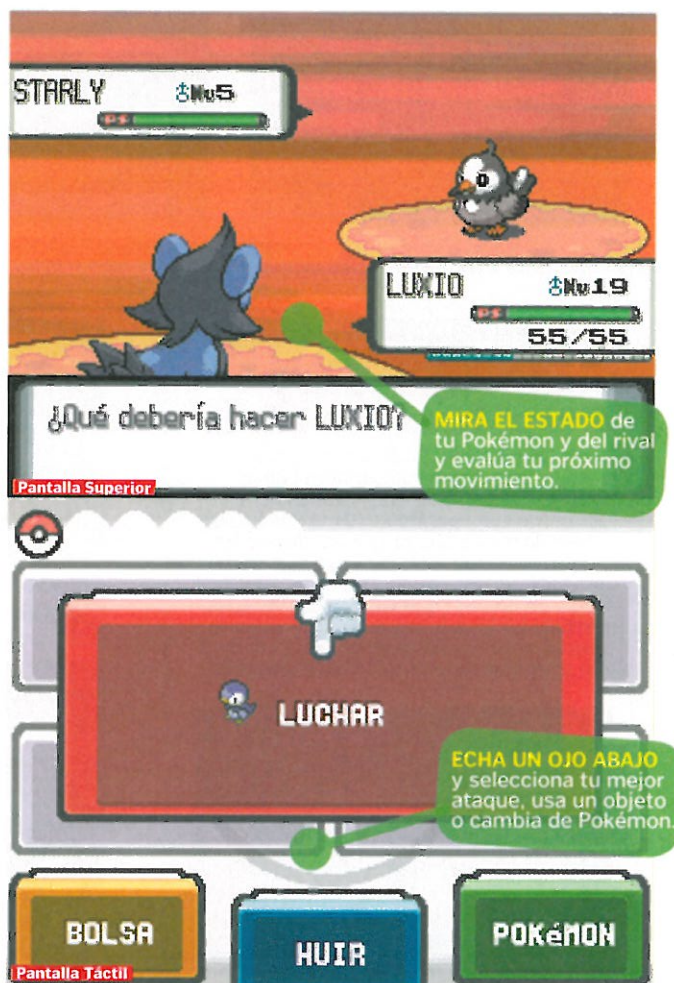 STARLY ♂Nv5
PS
LUXIO ♂Nv19
PS
55/55
¿Qué debería hacer LUXIO?
MIRA EL ESTADO de
tu Pokémon y del rival
y evalúa tu próximo
movimiento.
Pantalla Superior
LUCHAR
ECHA UN OJO ABAJO
y selecciona tu mejor
ataque, usa un objeto
o cambia de Pokémon.
BOLSA
HUIR
POKéMON
Pantalla Táctil